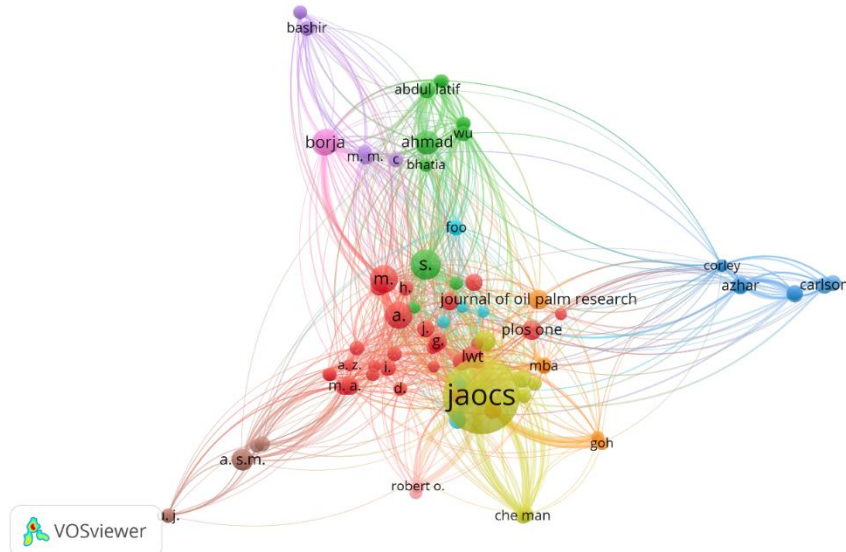 bashir
abdul latif
wu
borja
ahmad
m. m.
c
bhatia
foo
s.
corley
m.
h.
azhar
carlson
journal of oil palm research
a.
j.
plos one
g.
lwt
a. z.
i.
mba
m. a.
d.
jaocs
goh
a. s.m.
robert o.
u. j.
che man
VOSviewer